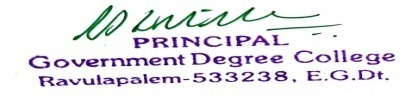 PRINCIPAL
Government Degree College
Ravulapalem-533238, E.G.Dt.